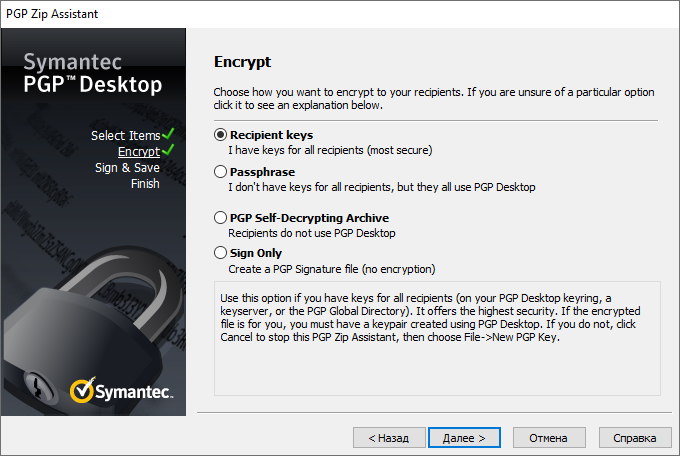 PGP Zip Assistant
Symantec
PGP™ Desktop
Select Items
Encrypt
Sign & Save
Finish
Symantec™
Encrypt
Choose how you want to encrypt to your recipients. If you are unsure of a particular option
click it to see an explanation below.
Recipient keys
I have keys for all recipients (most secure)
Passphrase
I don't have keys for all recipients, but they all use PGP Desktop
PGP Self-Decrypting Archive
Recipients do not use PGP Desktop
Sign Only
Create a PGP Signature file (no encryption)
Use this option if you have keys for all recipients (on your PGP Desktop keyring, a
keyserver, or the PGP Global Directory). It offers the highest security. If the encrypted
file is for you, you must have a keypair created using PGP Desktop. If you do not, click
Cancel to stop this PGP Zip Assistant, then choose File->New PGP Key.
< Назад
Далее >
Отмена
Справка